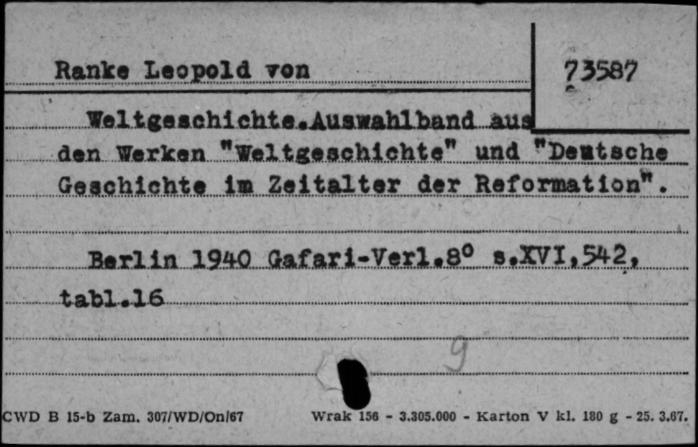 Ranke Leopold von
73587
Weltgeschichte.Auswahlband aus
den Werken "Weltgeschichte" und "Deutsche
Geschichte im Zeitalter der Reformation".
Berlin 1940 Gafari-Verl.8° s.XVI,542,
tabl.16
9
CWD B 15-b Zam. 307/WD/On/67 Wrak 156 - 3.305.000 - Karton V kl. 180 g - 25. 3.67.